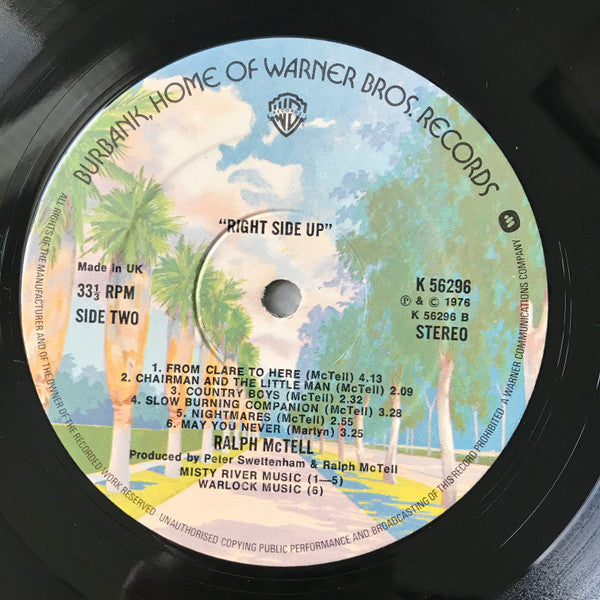 BURBANK, HOME OF WARNER BROS. RECORDS
"RIGHT SIDE UP"
Made in UK
33⅓ RPM
SIDE TWO
K 56296
Ⓟ & © 1976
K 56296 B
STEREO
1. FROM CLARE TO HERE (McTell) 4.13
2. CHAIRMAN AND THE LITTLE MAN (McTell) 2.09
3. COUNTRY BOYS (McTell) 2.32
4. SLOW BURNING COMPANION (McTell) 3.28
5. NIGHTMARES (McTell) 2.55
6. MAY YOU NEVER (Martyn) 3.25
RALPH McTELL
Produced by Peter Swettenham & Ralph McTell
MISTY RIVER MUSIC (1—5)
WARLOCK MUSIC (6)
ALL RIGHTS OF THE MANUFACTURER AND OF THE OWNER OF THE RECORDED WORK RESERVED. UNAUTHORISED COPYING PUBLIC PERFORMANCE AND BROADCASTING OF THIS RECORD PROHIBITED. A WARNER COMMUNICATIONS COMPANY